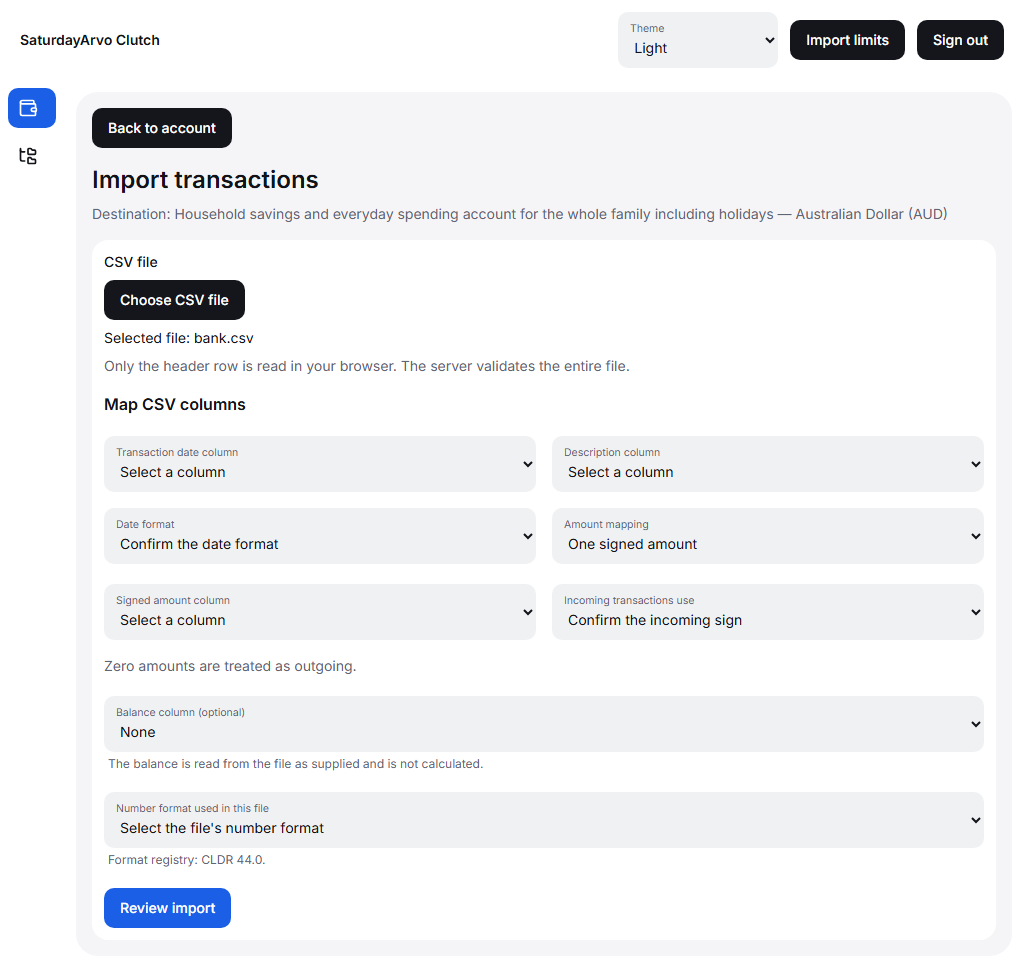 SaturdayArvo Clutch
Theme
Light
Import limits
Sign out
Back to account
Import transactions
Destination: Household savings and everyday spending account for the whole family including holidays — Australian Dollar (AUD)
CSV file
Choose CSV file
Selected file: bank.csv
Only the header row is read in your browser. The server validates the entire file.
Map CSV columns
Transaction date column
Select a column
Description column
Select a column
Date format
Confirm the date format
Amount mapping
One signed amount
Signed amount column
Select a column
Incoming transactions use
Confirm the incoming sign
Zero amounts are treated as outgoing.
Balance column (optional)
None
The balance is read from the file as supplied and is not calculated.
Number format used in this file
Select the file's number format
Format registry: CLDR 44.0.
Review import